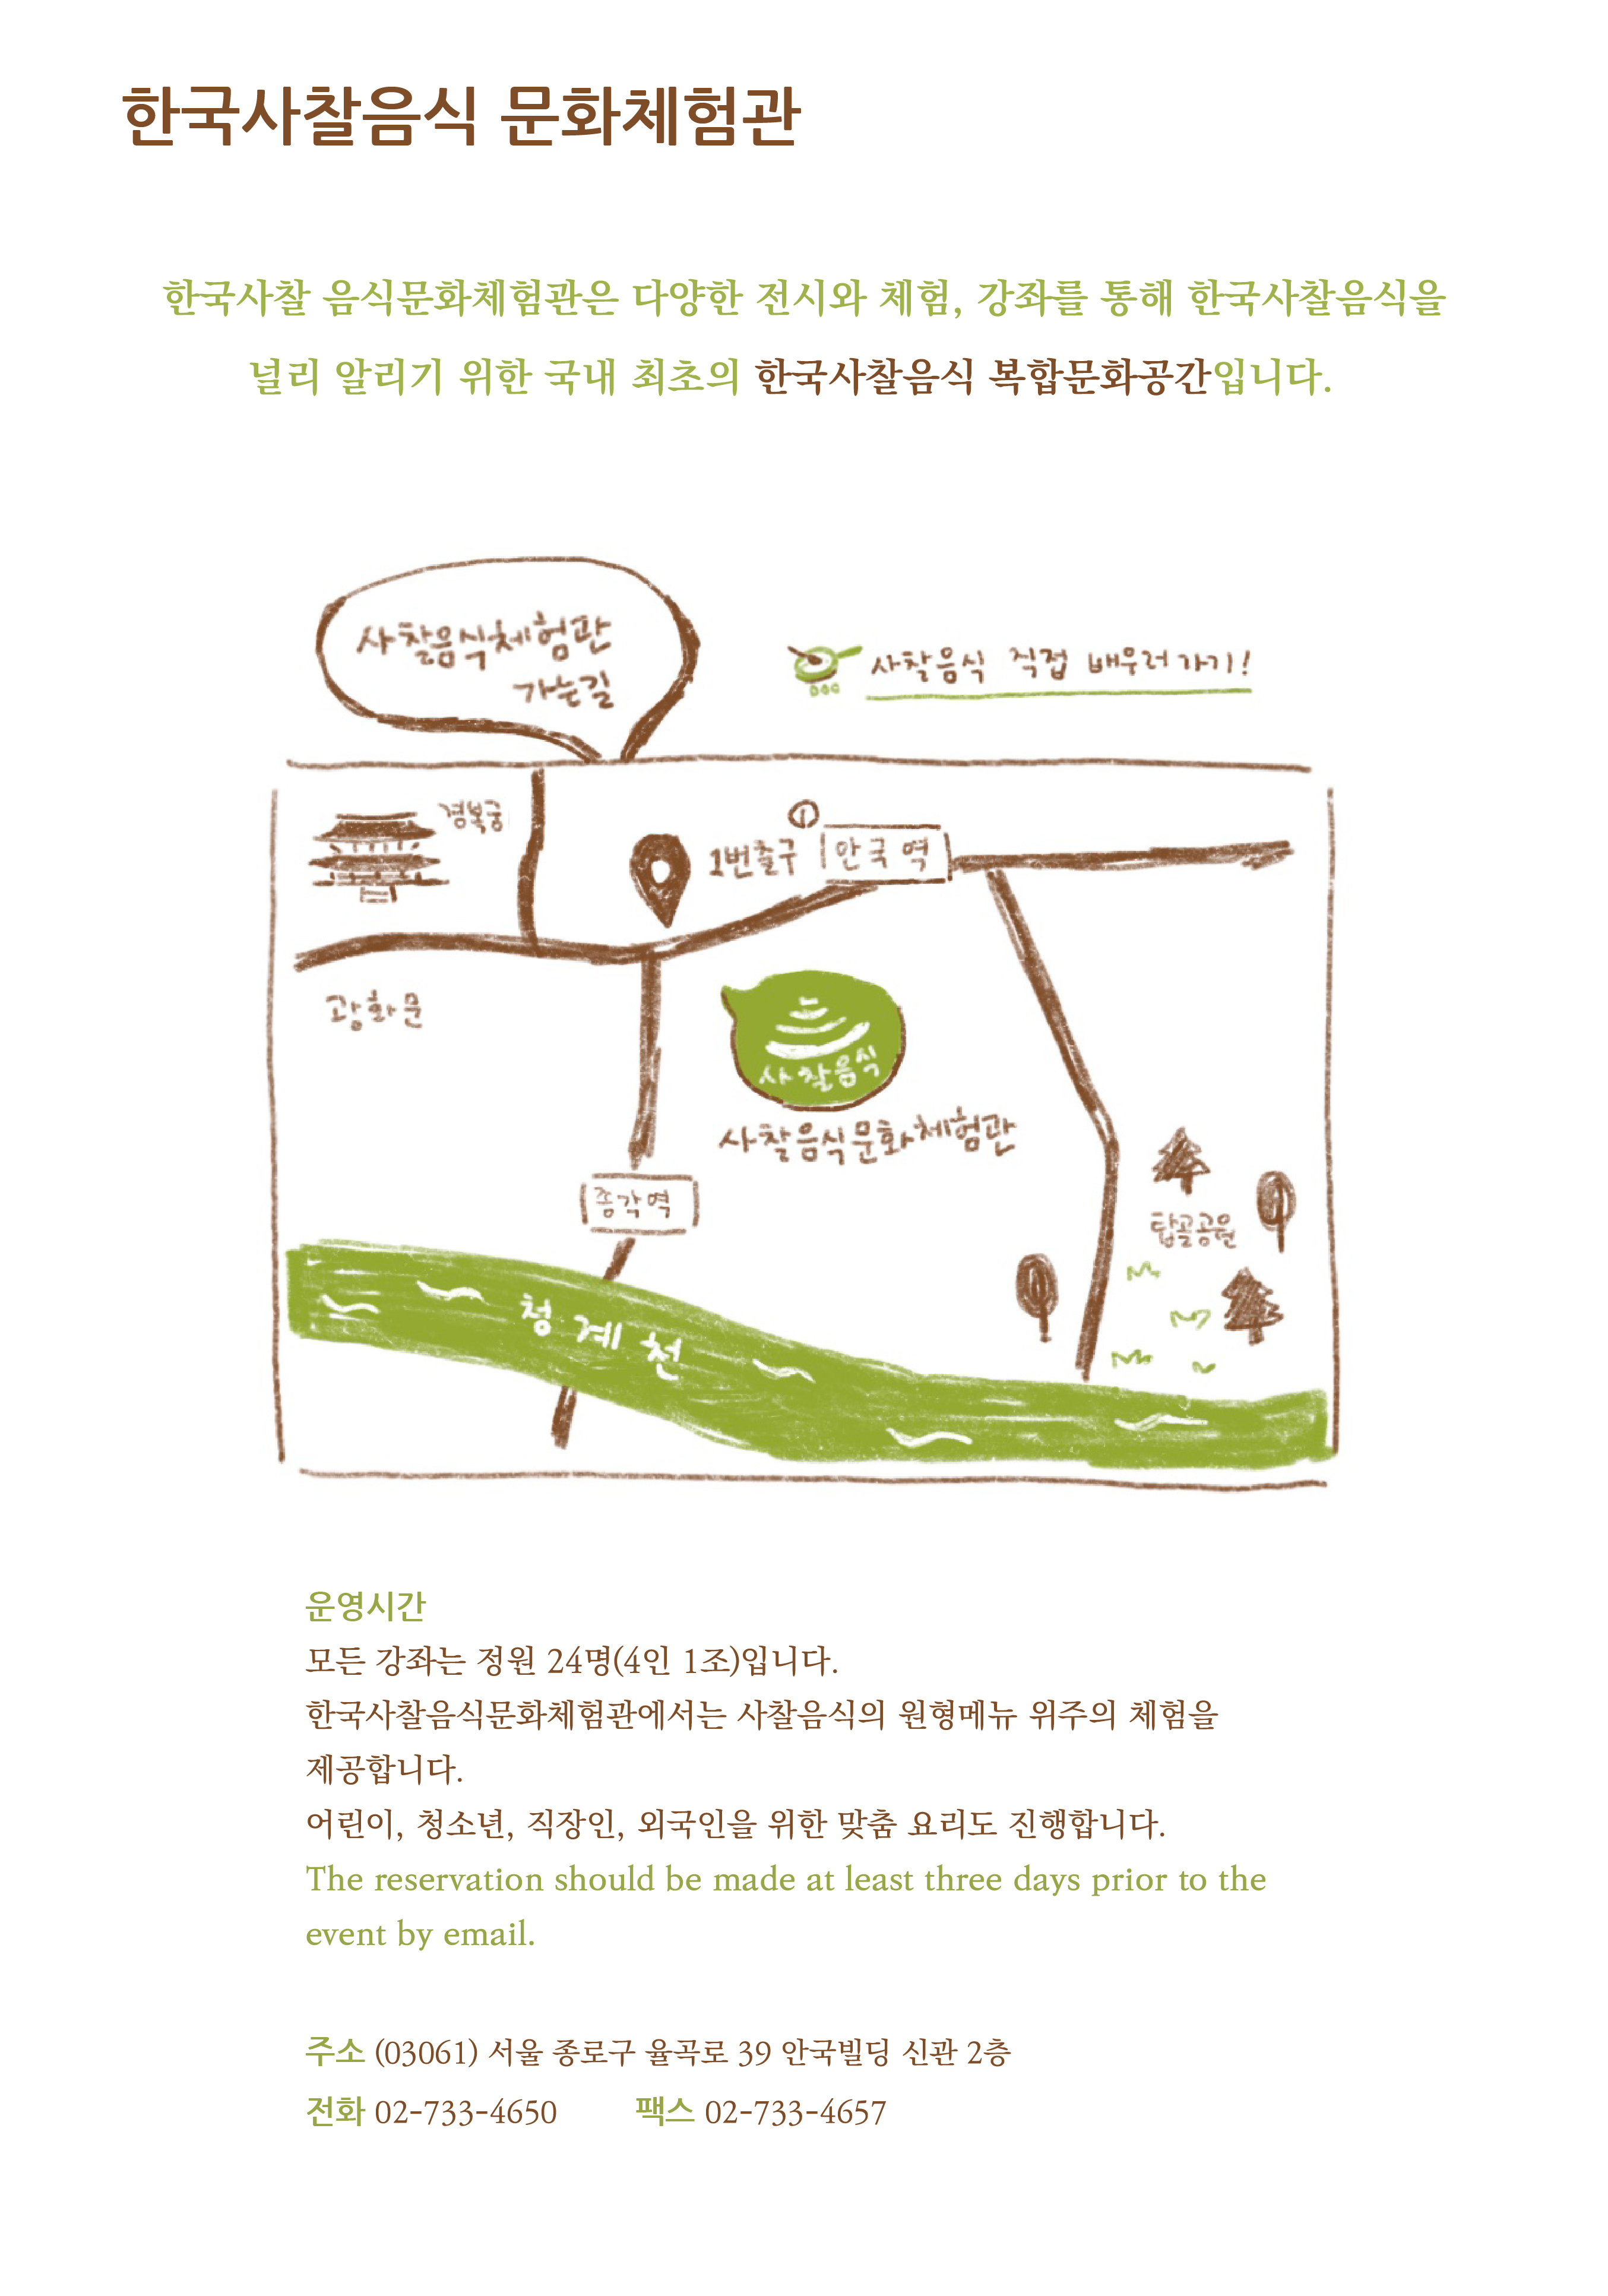 한국사찰음식 문화체험관
한국사찰 음식문화체험관은 다양한 전시와 체험, 강좌를 통해 한국사찰음식을
널리 알리기 위한 국내 최초의 한국사찰음식 복합문화공간입니다.
사찰음식체험관
가는길
사찰음식 직접 배우러가기!
경복궁
①
1번출구 안국역
광화문
사찰음식
사찰음식문화체험관
종각역
탑골공원
청계천
운영시간
모든 강좌는 정원 24명(4인 1조)입니다.
한국사찰음식문화체험관에서는 사찰음식의 원형메뉴 위주의 체험을
제공합니다.
어린이, 청소년, 직장인, 외국인을 위한 맞춤 요리도 진행합니다.
The reservation should be made at least three days prior to the
event by email.
주소 (03061) 서울 종로구 율곡로 39 안국빌딩 신관 2층
전화 02-733-4650 팩스 02-733-4657